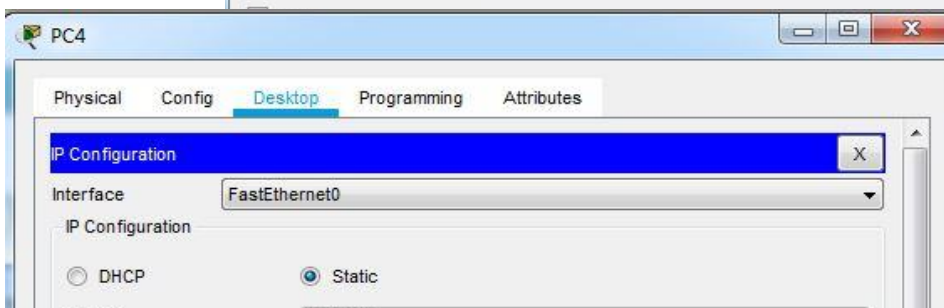 PC4
Physical Config Desktop Programming Attributes
IP Configuration X
Interface FastEthernet0
IP Configuration
DHCP Static